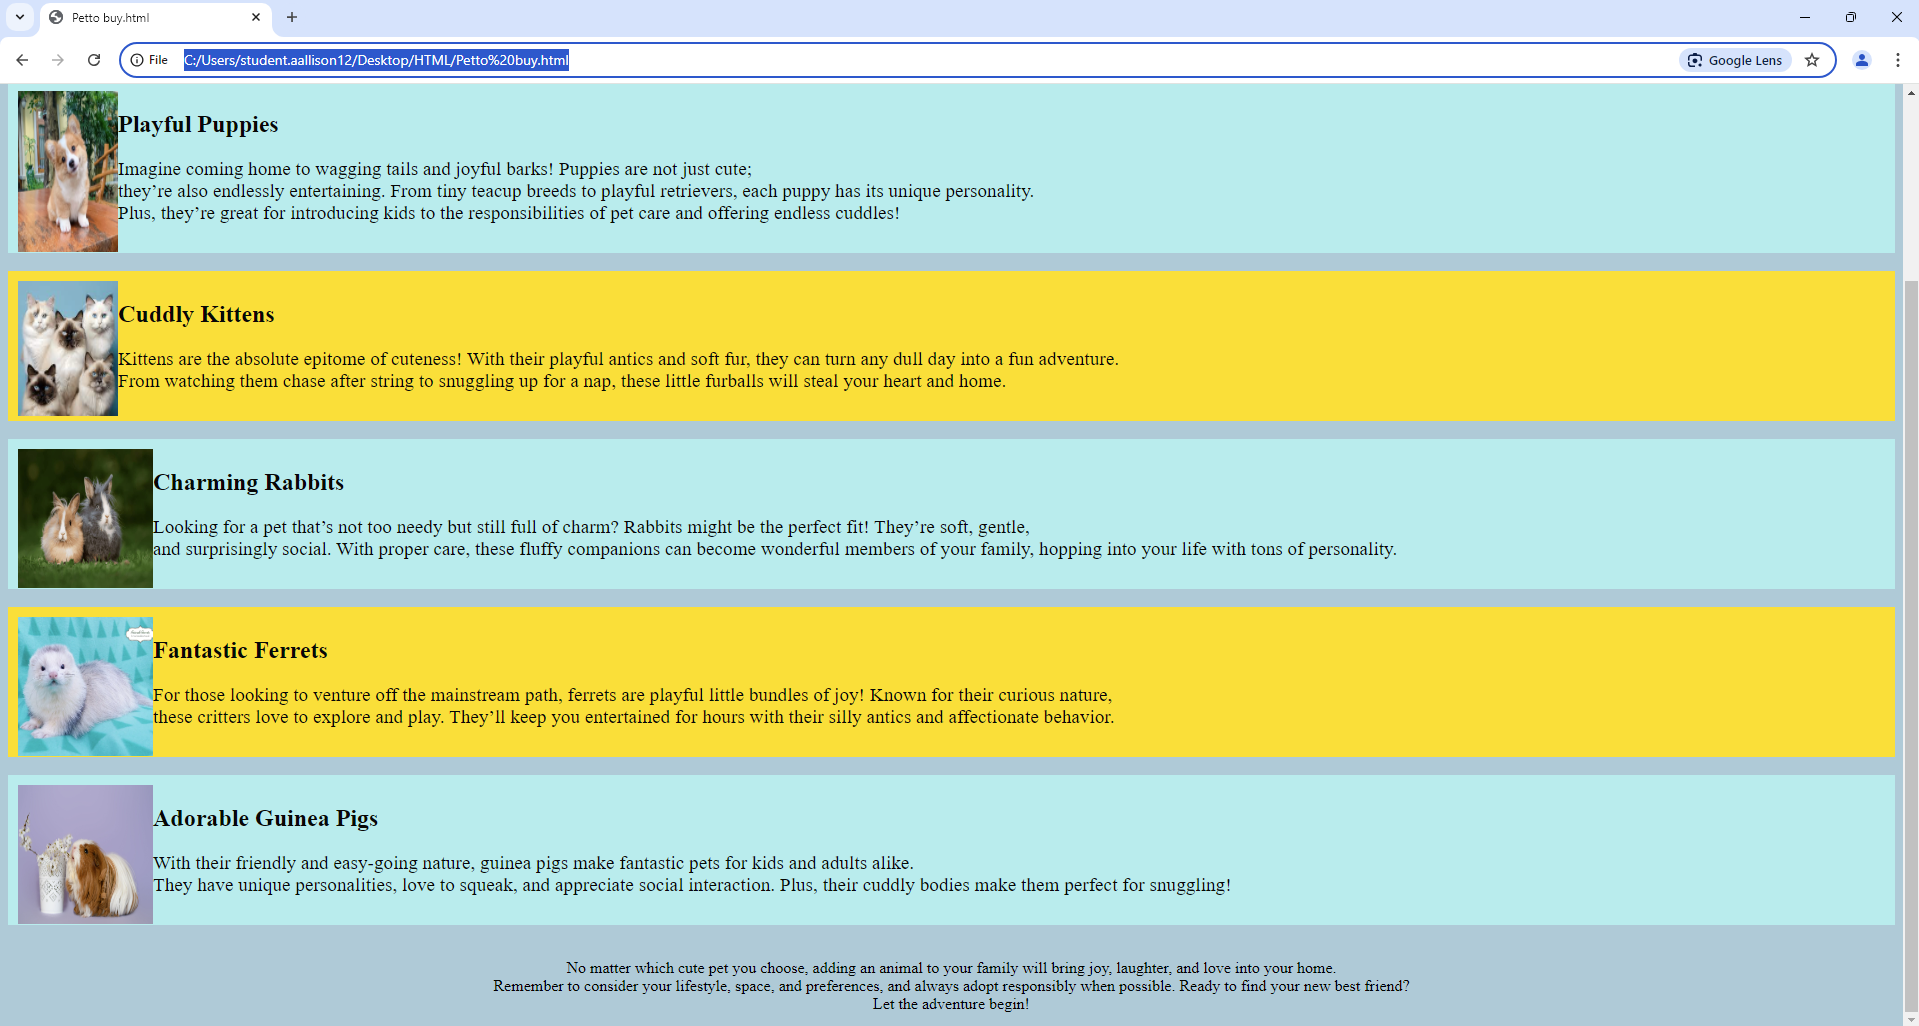 Petto buy.html
File
C:/Users/student.aallison12/Desktop/HTML/Petto%20buy.html
Google Lens
Playful Puppies
Imagine coming home to wagging tails and joyful barks! Puppies are not just cute;
they’re also endlessly entertaining. From tiny teacup breeds to playful retrievers, each puppy has its unique personality.
Plus, they’re great for introducing kids to the responsibilities of pet care and offering endless cuddles!
Cuddly Kittens
Kittens are the absolute epitome of cuteness! With their playful antics and soft fur, they can turn any dull day into a fun adventure.
From watching them chase after string to snuggling up for a nap, these little furballs will steal your heart and home.
Charming Rabbits
Looking for a pet that’s not too needy but still full of charm? Rabbits might be the perfect fit! They’re soft, gentle,
and surprisingly social. With proper care, these fluffy companions can become wonderful members of your family, hopping into your life with tons of personality.
Fantastic Ferrets
For those looking to venture off the mainstream path, ferrets are playful little bundles of joy! Known for their curious nature,
these critters love to explore and play. They’ll keep you entertained for hours with their silly antics and affectionate behavior.
Adorable Guinea Pigs
With their friendly and easy-going nature, guinea pigs make fantastic pets for kids and adults alike.
They have unique personalities, love to squeak, and appreciate social interaction. Plus, their cuddly bodies make them perfect for snuggling!
No matter which cute pet you choose, adding an animal to your family will bring joy, laughter, and love into your home.
Remember to consider your lifestyle, space, and preferences, and always adopt responsibly when possible. Ready to find your new best friend?
Let the adventure begin!